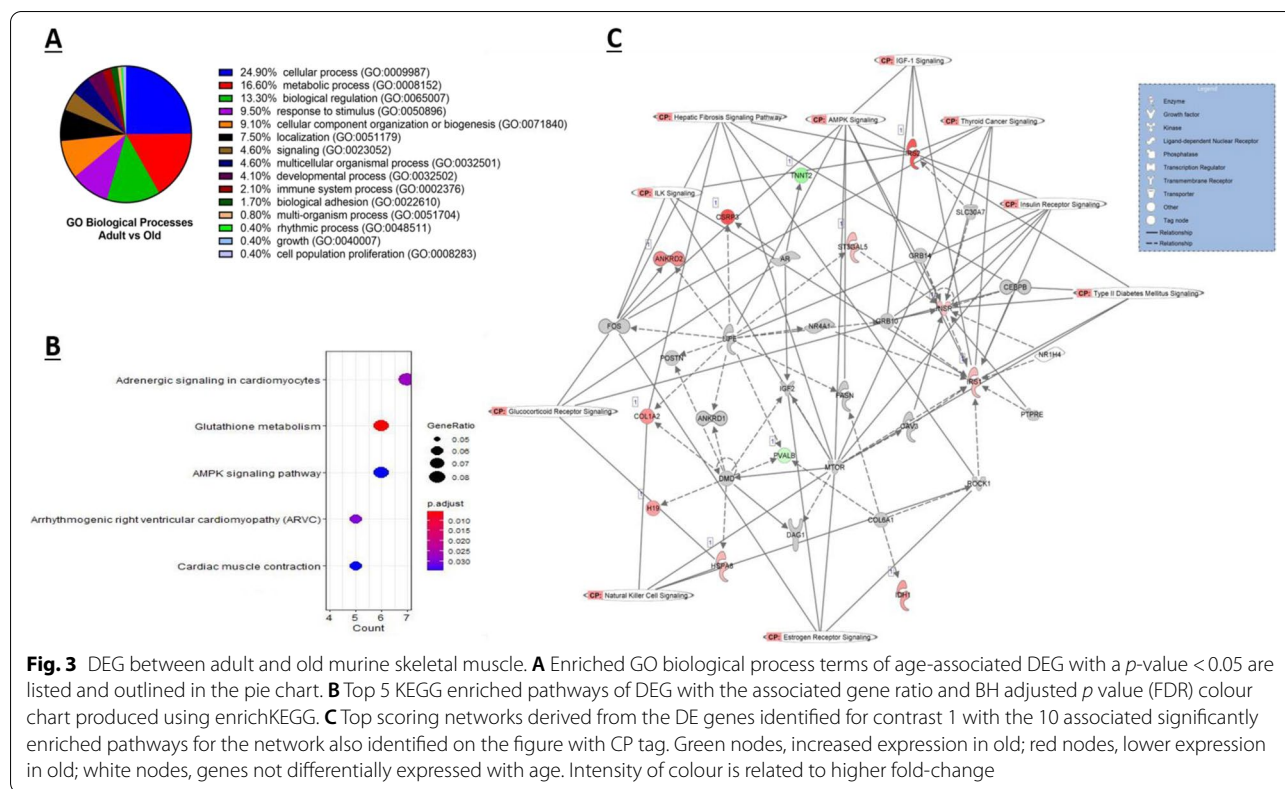 A
GO Biological Processes
Adult vs Old
24.90% cellular process (GO:0009987)
16.60% metabolic process (GO:0008152)
13.30% biological regulation (GO:0065007)
9.50% response to stimulus (GO:0050896)
9.10% cellular component organization or biogenesis (GO:0071840)
7.50% localization (GO:0051179)
4.60% signaling (GO:0023052)
4.60% multicellular organismal process (GO:0032501)
4.10% developmental process (GO:0032502)
2.10% immune system process (GO:0002376)
1.70% biological adhesion (GO:0022610)
0.80% multi-organism process (GO:0051704)
0.40% rhythmic process (GO:0048511)
0.40% growth (GO:0040007)
0.40% cell population proliferation (GO:0008283)
B
Adrenergic signaling in cardiomyocytes
Glutathione metabolism
AMPK signaling pathway
Arrhythmogenic right ventricular cardiomyopathy (ARVC)
Cardiac muscle contraction
4 5 6 7
Count
GeneRatio
0.05
0.06
0.07
0.08
p.adjust
0.010
0.015
0.020
0.025
0.030
C
CP: IGF-1 Signaling
CP: Hepatic Fibrosis Signaling Pathway
CP: AMPK Signaling
CP: Thyroid Cancer Signaling
1
IRS2
1
TNNT2
CP: ILK Signaling
CP: Insulin Receptor Signaling
1
CSRP3
SLC30A7
1
ST3GAL5
1
ANKRD2
AR
GRB14
CEBPB
CP: Type II Diabetes Mellitus Signaling
INSR
FOS
NR4A1
GRB10
POSTN
NR1H4
IRS1
IGF2
FASN
CP: Glucocorticoid Receptor Signaling
1
COL1A2
ANKRD1
PTPRE
CAV3
1
PVALB
MTOR
DMD
ROCK1
1
H19
COL6A1
DAG1
1
HSPA8
CP: Natural Killer Cell Signaling
1
IDH1
CP: Estrogen Receptor Signaling
Legend
Enzyme
Growth factor
Kinase
Ligand-dependent Nuclear Receptor
Phosphatase
Transcription Regulator
Transmembrane Receptor
Transporter
Other
Tag node
Relationship
Relationship
Fig. 3 DEG between adult and old murine skeletal muscle. A Enriched GO biological process terms of age-associated DEG with a p-value < 0.05 are
listed and outlined in the pie chart. B Top 5 KEGG enriched pathways of DEG with the associated gene ratio and BH adjusted p value (FDR) colour
chart produced using enrichKEGG. C Top scoring networks derived from the DE genes identified for contrast 1 with the 10 associated significantly
enriched pathways for the network also identified on the figure with CP tag. Green nodes, increased expression in old; red nodes, lower expression
in old; white nodes, genes not differentially expressed with age. Intensity of colour is related to higher fold-change